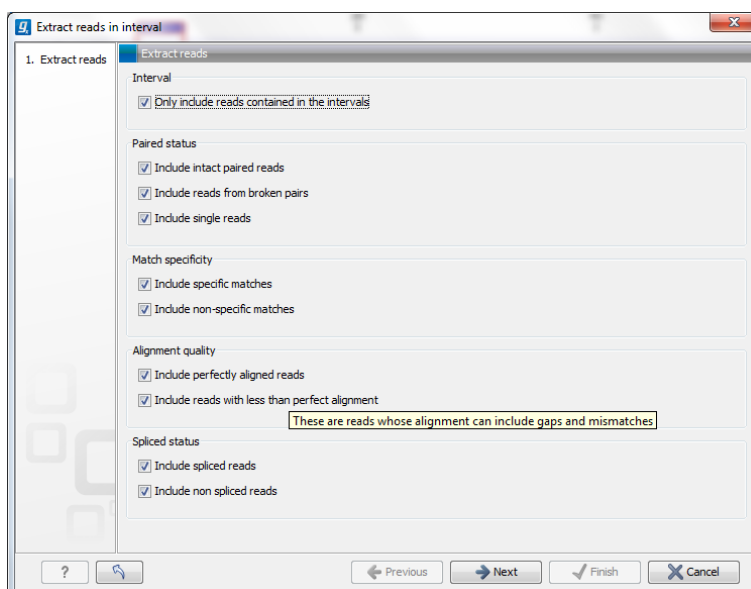 Extract reads in interval
1. Extract reads
Extract reads
Interval
Only include reads contained in the intervals
Paired status
Include intact paired reads
Include reads from broken pairs
Include single reads
Match specificity
Include specific matches
Include non-specific matches
Alignment quality
Include perfectly aligned reads
Include reads with less than perfect alignment
These are reads whose alignment can include gaps and mismatches
Spliced status
Include spliced reads
Include non spliced reads
? Previous Next Finish Cancel